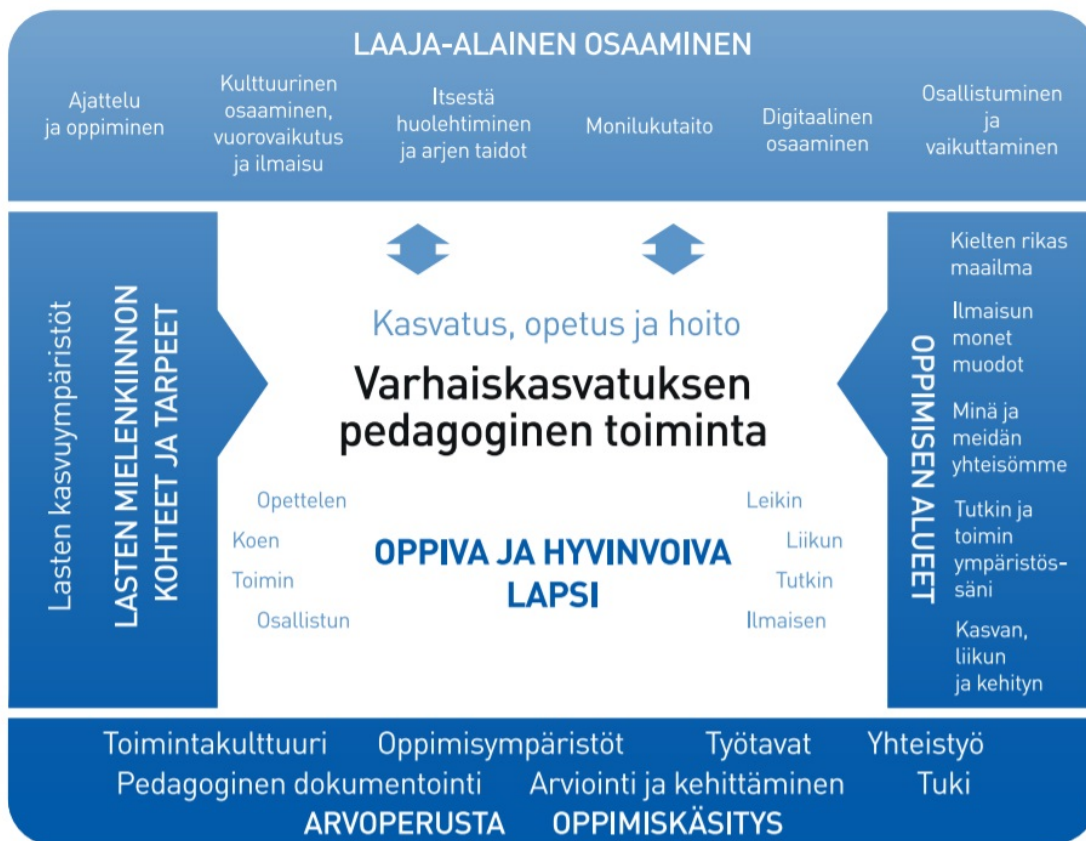 LAAJA-ALAINEN OSAAMINEN
Ajattelu
ja oppiminen
Kulttuurinen
osaaminen,
vuorovaikutus
ja ilmaisu
Itsestä
huolehtiminen
ja arjen taidot
Monilukutaito
Digitaalinen
osaaminen
Osallistuminen
ja
vaikuttaminen
Lasten kasvuympäristöt
LASTEN MIELENKIINNON
KOHTEET JA TARPEET
Kasvatus, opetus ja hoito
Varhaiskasvatuksen
pedagoginen toiminta
Opettelen
Koen
Toimin
Osallistun
OPPIVA JA HYVINVOIVA
LAPSI
Leikin
Liikun
Tutkin
Ilmaisen
OPPIMISEN ALUEET
Kielten rikas
maailma
Ilmaisun
monet
muodot
Minä ja
meidän
yhteisömme
Tutkin ja
toimin
ympäristös-
säni
Kasvan,
liikun
ja kehityn
Toimintakulttuuri Oppimisympäristöt Työtavat Yhteistyö
Pedagoginen dokumentointi Arviointi ja kehittäminen Tuki
ARVOPERUSTA OPPIMISKÄSITYS